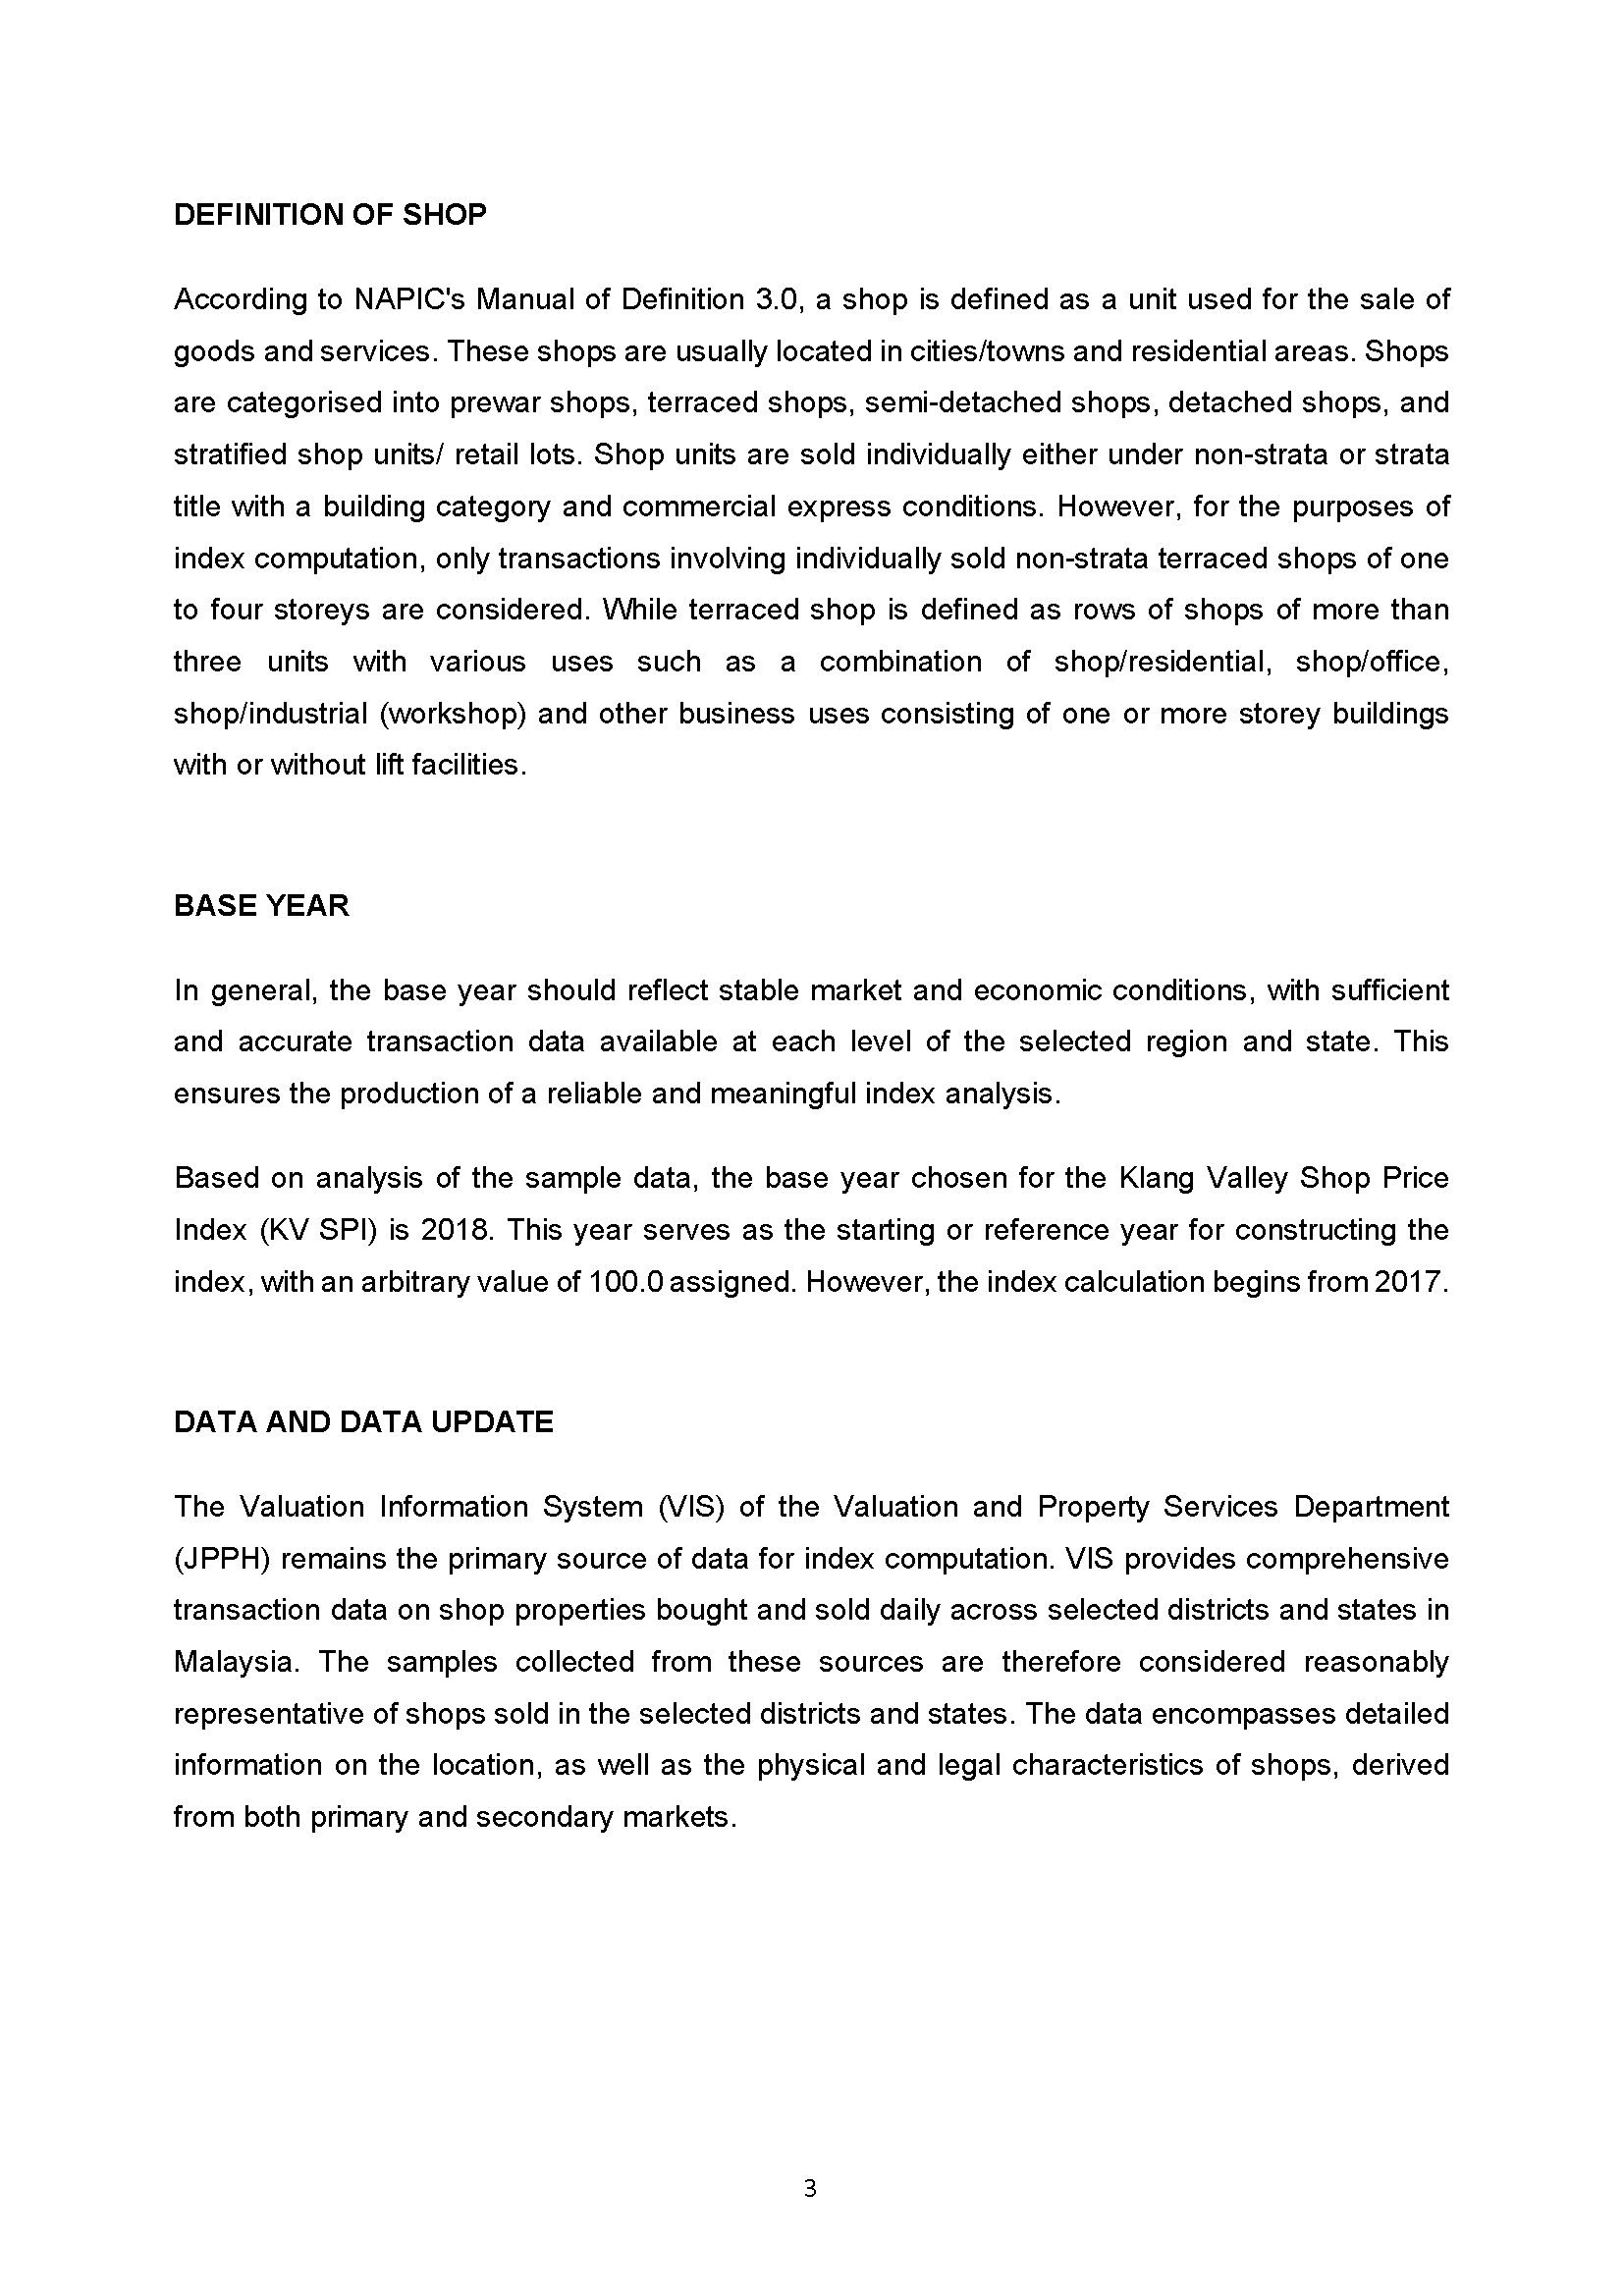 DEFINITION OF SHOP
According to NAPIC's Manual of Definition 3.0, a shop is defined as a unit used for the sale of
goods and services. These shops are usually located in cities/towns and residential areas. Shops
are categorised into prewar shops, terraced shops, semi-detached shops, detached shops, and
stratified shop units/ retail lots. Shop units are sold individually either under non-strata or strata
title with a building category and commercial express conditions. However, for the purposes of
index computation, only transactions involving individually sold non-strata terraced shops of one
to four storeys are considered. While terraced shop is defined as rows of shops of more than
three units with various uses such as a combination of shop/residential, shop/office,
shop/industrial (workshop) and other business uses consisting of one or more storey buildings
with or without lift facilities.
BASE YEAR
In general, the base year should reflect stable market and economic conditions, with sufficient
and accurate transaction data available at each level of the selected region and state. This
ensures the production of a reliable and meaningful index analysis.
Based on analysis of the sample data, the base year chosen for the Klang Valley Shop Price
Index (KV SPI) is 2018. This year serves as the starting or reference year for constructing the
index, with an arbitrary value of 100.0 assigned. However, the index calculation begins from 2017.
DATA AND DATA UPDATE
The Valuation Information System (VIS) of the Valuation and Property Services Department
(JPPH) remains the primary source of data for index computation. VIS provides comprehensive
transaction data on shop properties bought and sold daily across selected districts and states in
Malaysia. The samples collected from these sources are therefore considered reasonably
representative of shops sold in the selected districts and states. The data encompasses detailed
information on the location, as well as the physical and legal characteristics of shops, derived
from both primary and secondary markets.
3